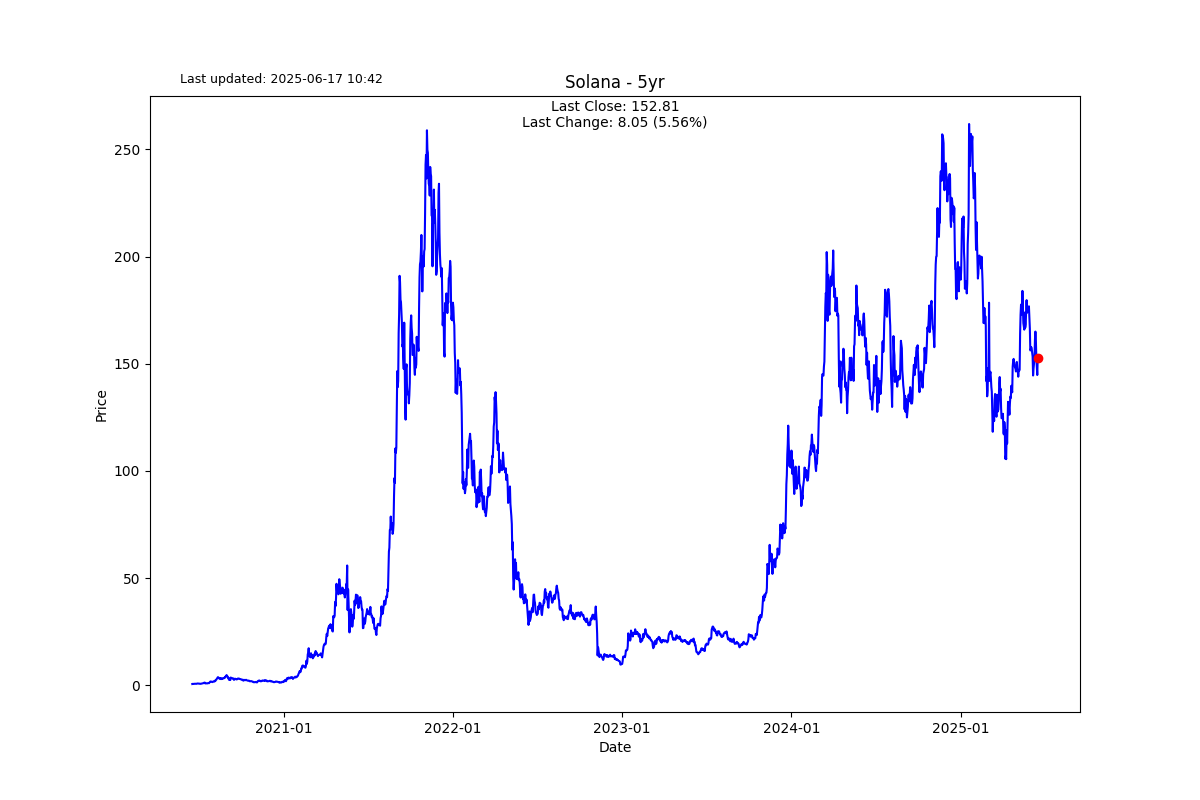 Last updated: 2025-06-17 10:42
Solana - 5yr
Last Close: 152.81
Last Change: 8.05 (5.56%)
250
200
150
100
50
0
Price
2021-01
2022-01
2023-01
2024-01
2025-01
Date